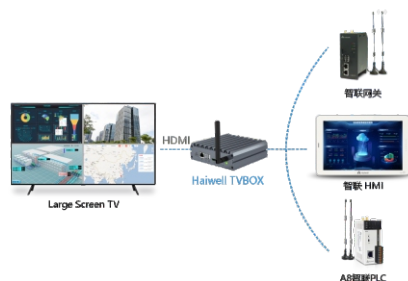 智联网关
HDMI
Haiwell TVBOX
智联 HMI
Large Screen TV
A8智联PLC